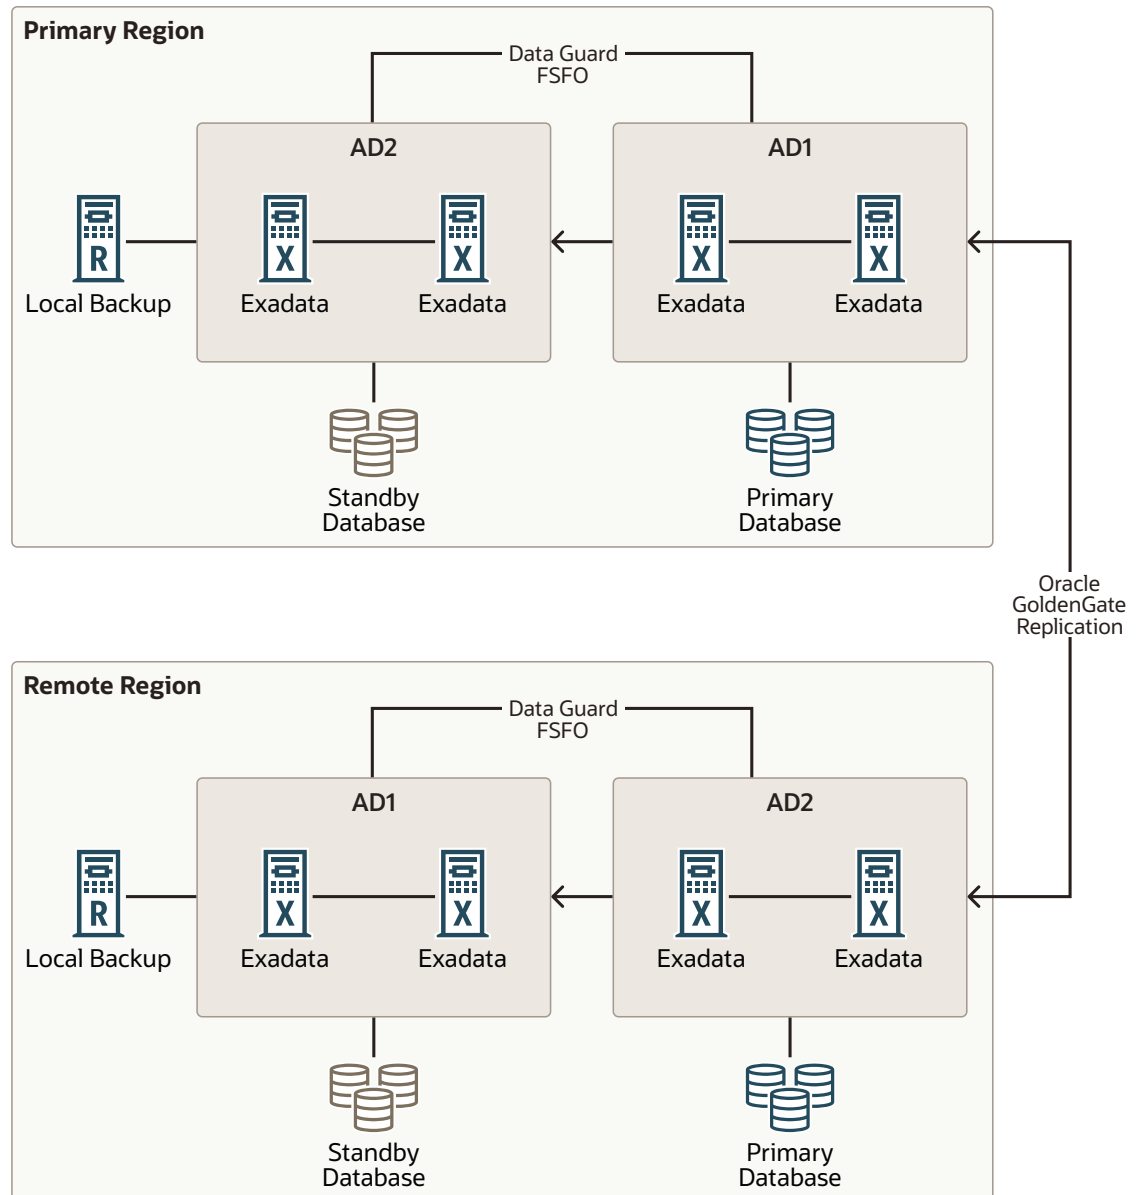 Primary Region
Data Guard
FSFO
AD2
AD1
R
X
X
X
X
Local Backup
Exadata
Exadata
Exadata
Exadata
Standby
Database
Primary
Database
Oracle
GoldenGate
Replication
Remote Region
Data Guard
FSFO
AD1
AD2
R
X
X
X
X
Local Backup
Exadata
Exadata
Exadata
Exadata
Standby
Database
Primary
Database